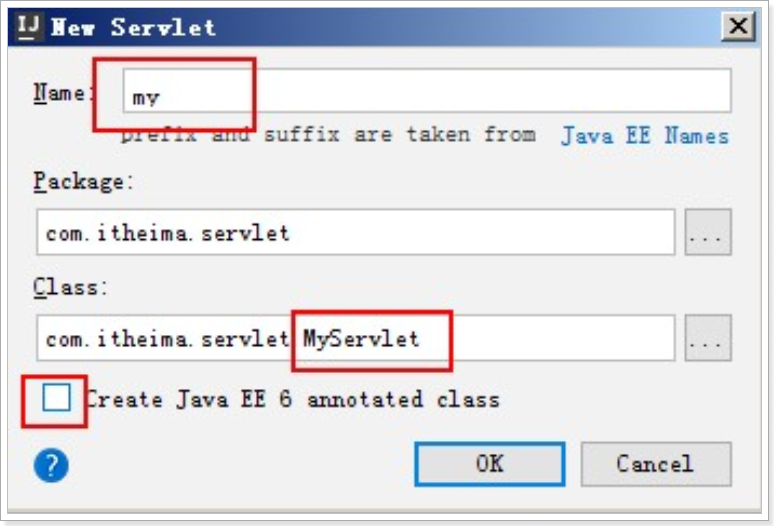 IJ New Servlet
Name: my
prefix and suffix are taken from Java EE Names
Package:
com.itheima.servlet ...
Class:
com.itheima.servlet.MyServlet ...
Create Java EE 6 annotated class
? OK Cancel